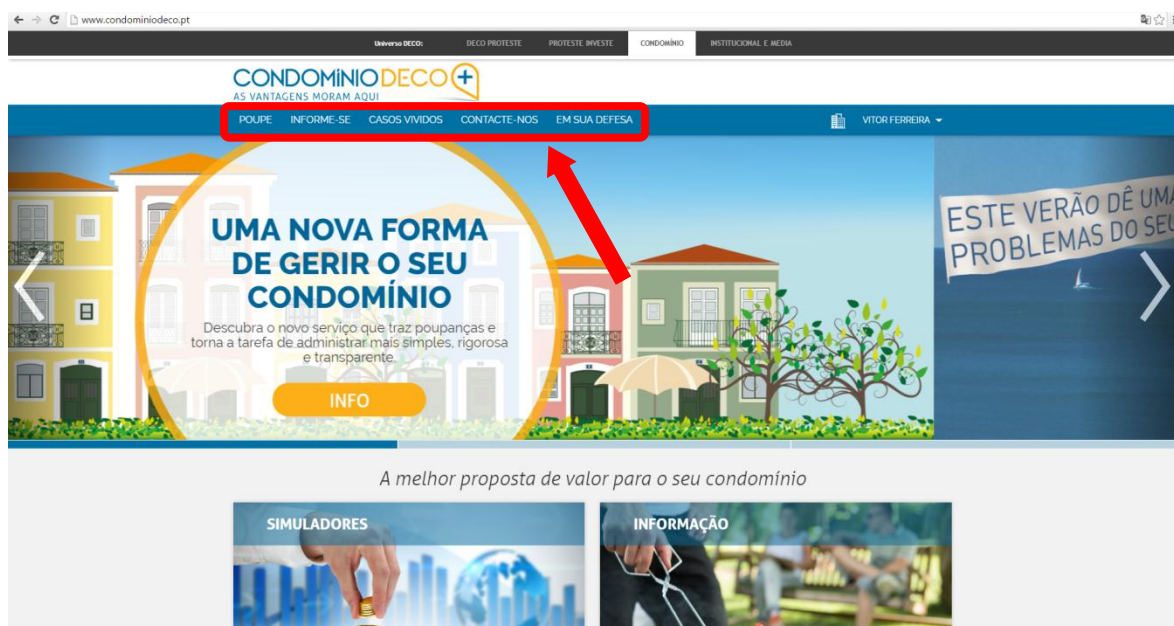 www.condominiodeco.pt
Universo DECO: DECO PROTESTE PROTESTE INVESTE CONDOMÍNIO INSTITUCIONAL E MEDIA
CONDOMÍNIODECO+
AS VANTAGENS MORAM AQUI
POUPE INFORME-SE CASOS VIVIDOS CONTACTE-NOS EM SUA DEFESA VITOR FERREIRA
UMA NOVA FORMA
DE GERIR O SEU
CONDOMÍNIO
Descubra o novo serviço que traz poupanças e
torna a tarefa de administrar mais simples, rigorosa
e transparente.
INFO
ESTE VERÃO DÊ UMA
PROBLEMAS DO SEU
A melhor proposta de valor para o seu condomínio
SIMULADORES
INFORMAÇÃO